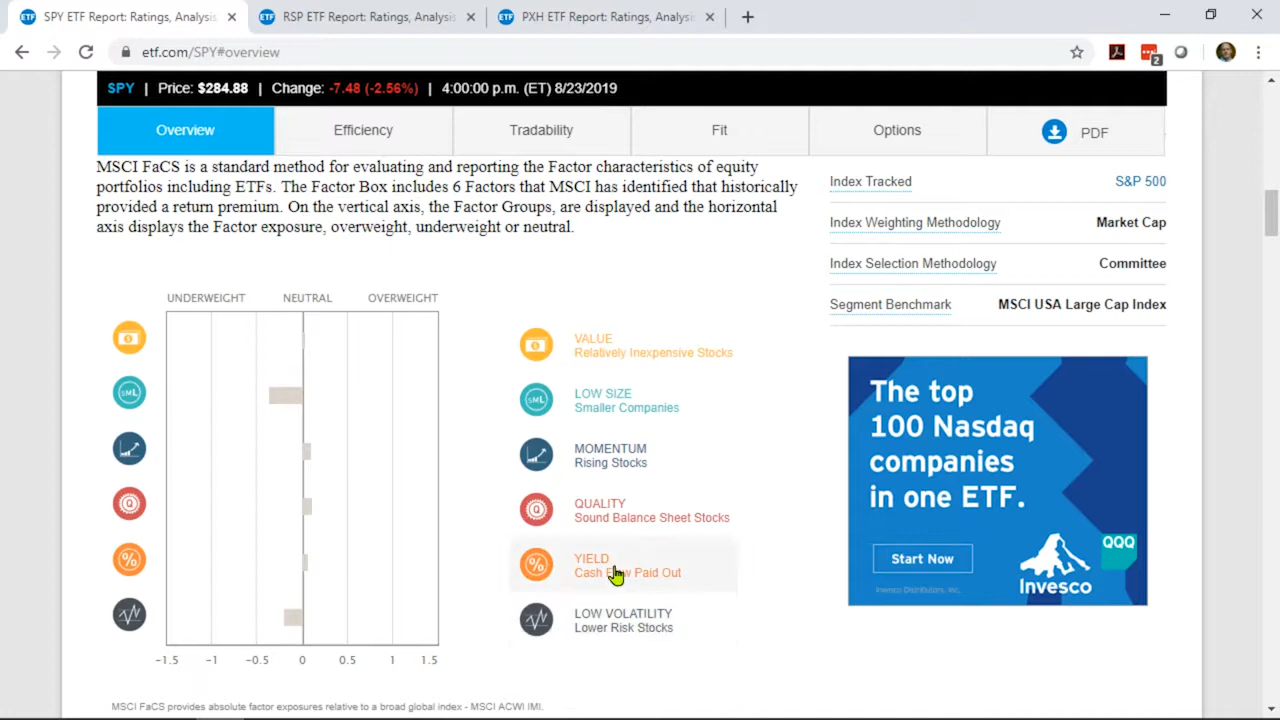 SPY ETF Report: Ratings, Analysis
RSP ETF Report: Ratings, Analysis
PXH ETF Report: Ratings, Analysis
etf.com/SPY#overview
2
SPY | Price: $284.88 | Change: -7.48 (-2.56%) | 4:00:00 p.m. (ET) 8/23/2019
Overview
Efficiency
Tradability
Fit
Options
PDF
MSCI FaCS is a standard method for evaluating and reporting the Factor characteristics of equity
portfolios including ETFs. The Factor Box includes 6 Factors that MSCI has identified that historically
provided a return premium. On the vertical axis, the Factor Groups, are displayed and the horizontal
axis displays the Factor exposure, overweight, underweight or neutral.
Index Tracked S&P 500
Index Weighting Methodology Market Cap
Index Selection Methodology Committee
Segment Benchmark MSCI USA Large Cap Index
UNDERWEIGHT NEUTRAL OVERWEIGHT
SML
Q
%
-1.5 -1 -0.5 0 0.5 1 1.5
VALUE
Relatively Inexpensive Stocks
SML
LOW SIZE
Smaller Companies
MOMENTUM
Rising Stocks
Q
QUALITY
Sound Balance Sheet Stocks
%
YIELD
Cash Flow Paid Out
LOW VOLATILITY
Lower Risk Stocks
The top
100 Nasdaq
companies
in one ETF.
Start Now
Invesco
QQQ
Invesco Distributors, Inc.
MSCI FaCS provides absolute factor exposures relative to a broad global index - MSCI ACWI IMI.